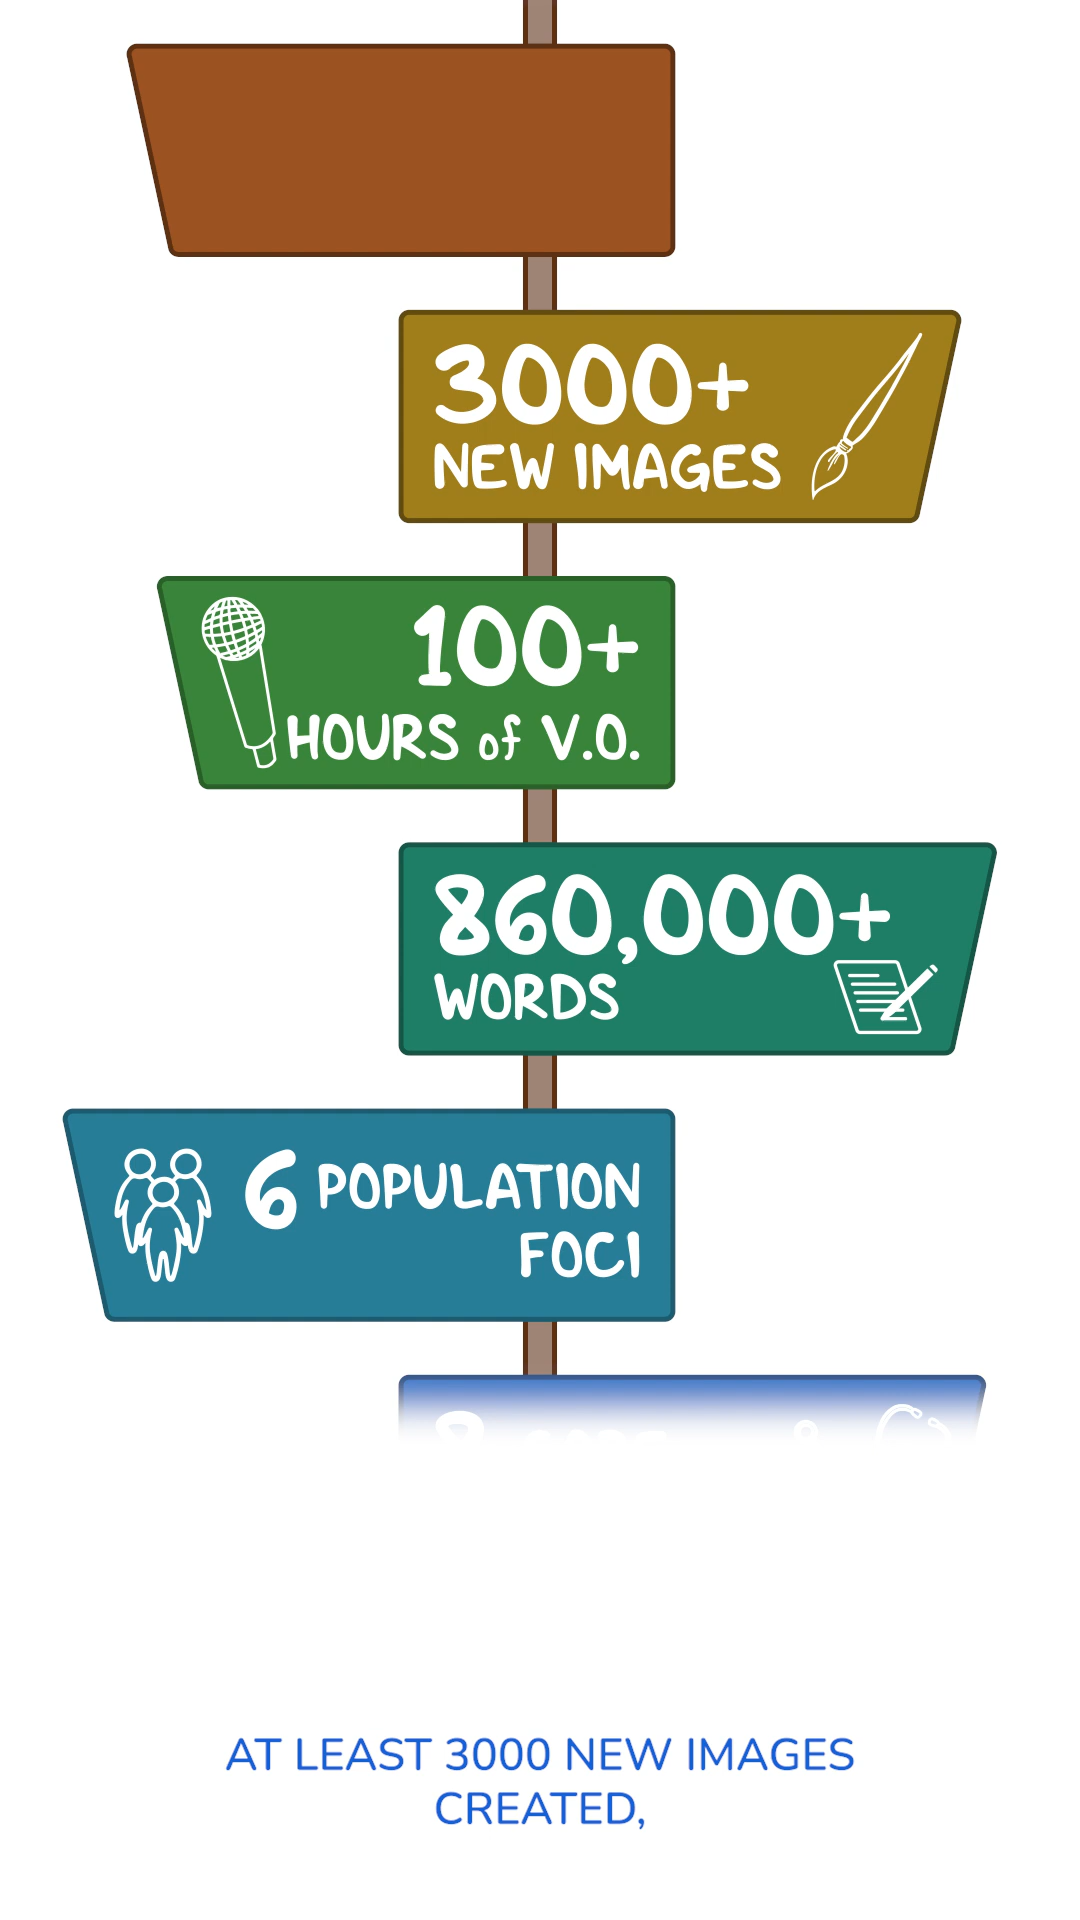 3000+
NEW IMAGES
100+
HOURS of V.O.
860,000+
WORDS
6 POPULATION
FOCI
AT LEAST 3000 NEW IMAGES
CREATED,